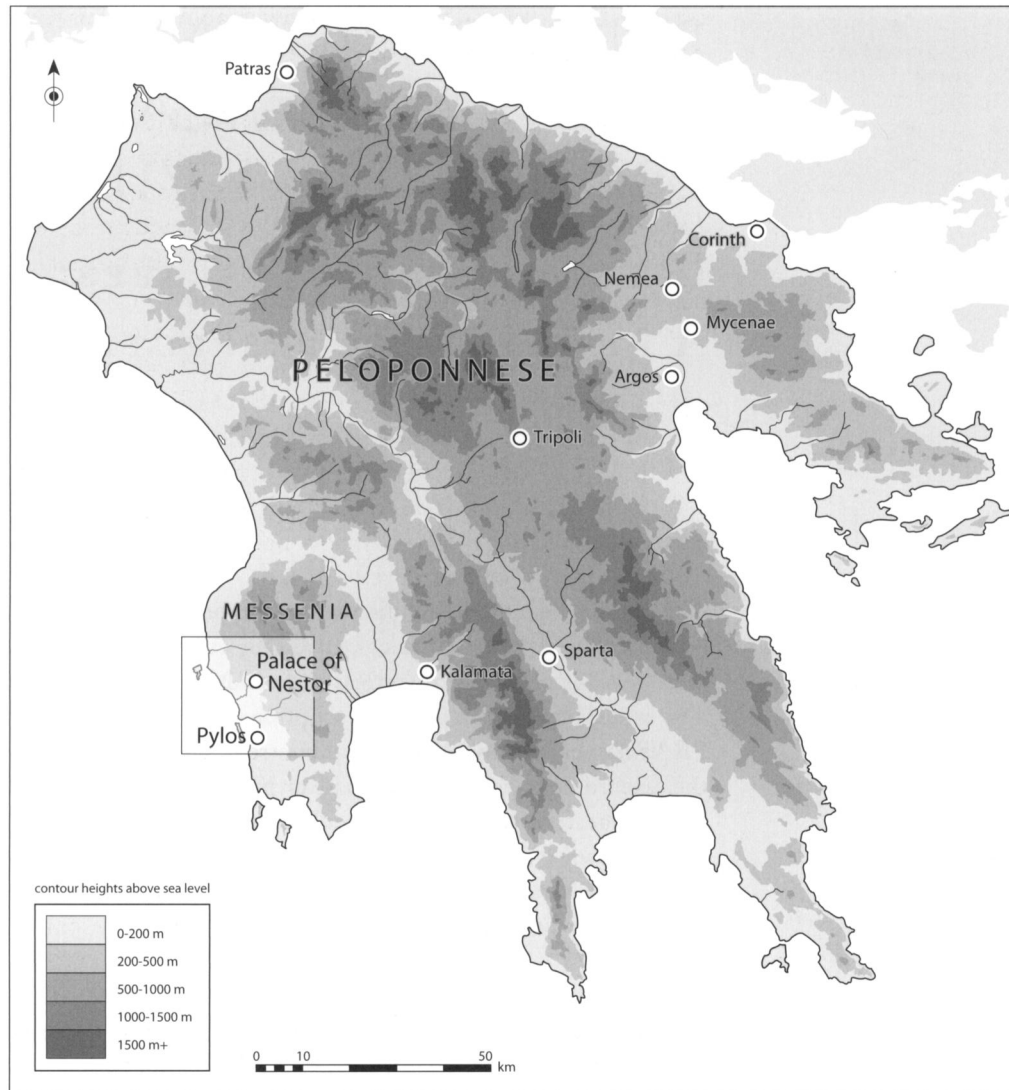 Patras
Corinth
Nemea
Mycenae
PELOPONNESE
Argos
Tripoli
MESSENIA
Palace of
Nestor
Sparta
Kalamata
Pylos
contour heights above sea level
0-200 m
200-500 m
500-1000 m
1000-1500 m
1500 m+
0 10 50
km